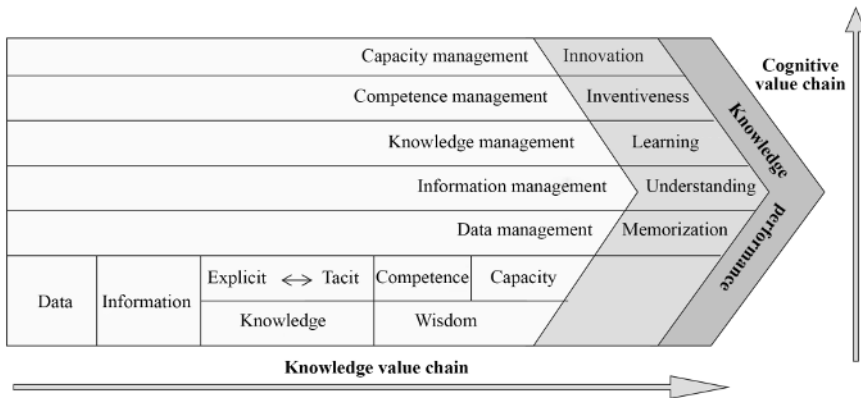 Capacity management Innovation
Cognitive
value chain
Competence management Inventiveness
Knowledge management Learning
Information management Understanding
Data management Memorization
Knowledge
performance
Explicit ↔ Tacit Competence Capacity
Data Information
Knowledge Wisdom
Knowledge value chain